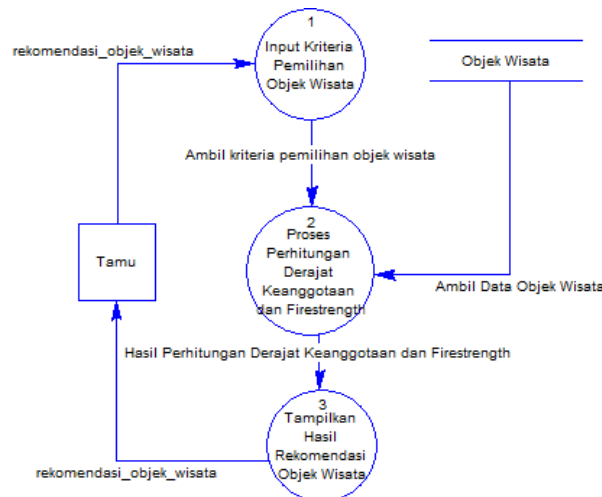 1
Input Kriteria
Pemilihan
Objek Wisata
rekomendasi_objek_wisata
Objek Wisata
Ambil kriteria pemilihan objek wisata
2
Proses
Perhitungan
Derajat
Keanggotaan
dan Firestrength
Tamu
Ambil Data Objek Wisata
Hasil Perhitungan Derajat Keanggotaan dan Firestrength
3
Tampilkan
Hasil
Rekomendasi
Objek Wisata
rekomendasi_objek_wisata